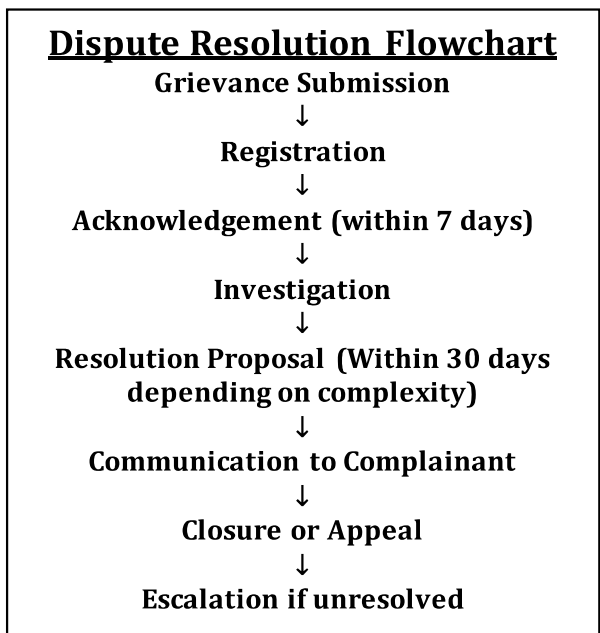 Dispute Resolution Flowchart
Grievance Submission
↓
Registration
↓
Acknowledgement (within 7 days)
↓
Investigation
↓
Resolution Proposal (Within 30 days
depending on complexity)
↓
Communication to Complainant
↓
Closure or Appeal
↓
Escalation if unresolved